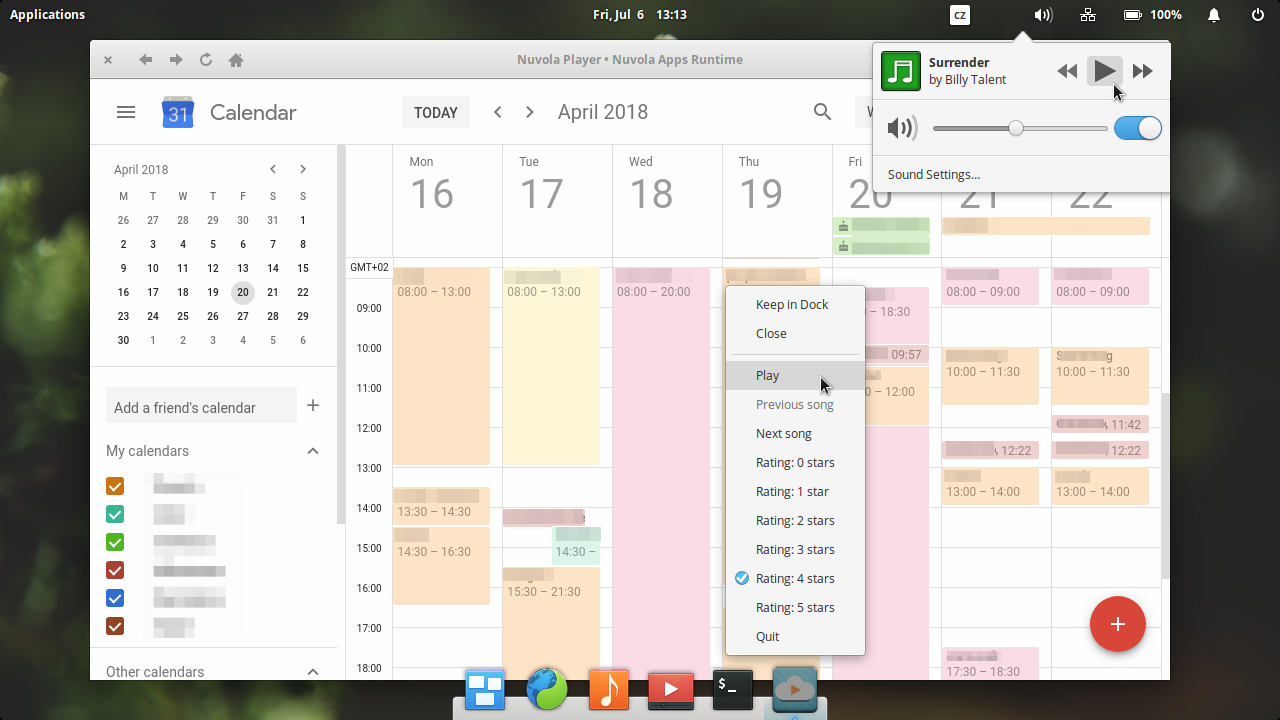 Applications
Fri, Jul 6 13:13
cz
100%
Nuvola Player • Nuvola Apps Runtime
Surrender
by Billy Talent
Sound Settings...
31
Calendar
TODAY
April 2018
W
April 2018
M T W T F S S
26 27 28 29 30 31 1
2 3 4 5 6 7 8
9 10 11 12 13 14 15
16 17 18 19 20 21 22
23 24 25 26 27 28 29
30 1 2 3 4 5 6
Add a friend's calendar
My calendars
Other calendars
Mon Tue Wed Thu Fri
16 17 18 19 20 21 22
GMT+02
09:00
10:00
11:00
12:00
13:00
14:00
15:00
16:00
17:00
18:00
08:00 – 13:00
13:30 – 14:30
14:30 – 16:30
08:00 – 13:00
14:30 –
15:30 – 21:30
08:00 – 20:00
– 18:30
09:57
0 – 12:00
08:00 – 09:00
10:00 – 11:30
, 12:22
13:00 – 14:00
17:30 – 18:30
08:00 – 09:00
10:00 – 11:30
, 11:42
, 12:22
13:00 – 14:00
Keep in Dock
Close
Play
Previous song
Next song
Rating: 0 stars
Rating: 1 star
Rating: 2 stars
Rating: 3 stars
Rating: 4 stars
Rating: 5 stars
Quit
$